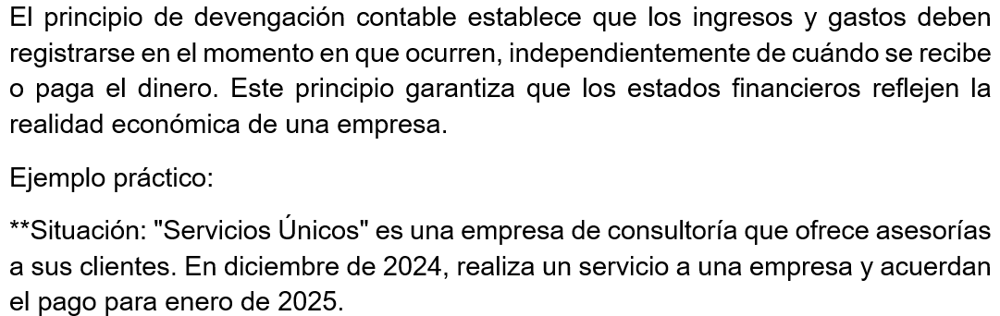 El principio de devengación contable establece que los ingresos y gastos deben
registrarse en el momento en que ocurren, independientemente de cuándo se recibe
o paga el dinero. Este principio garantiza que los estados financieros reflejen la
realidad económica de una empresa.
Ejemplo práctico:
**Situación: "Servicios Únicos" es una empresa de consultoría que ofrece asesorías
a sus clientes. En diciembre de 2024, realiza un servicio a una empresa y acuerdan
el pago para enero de 2025.